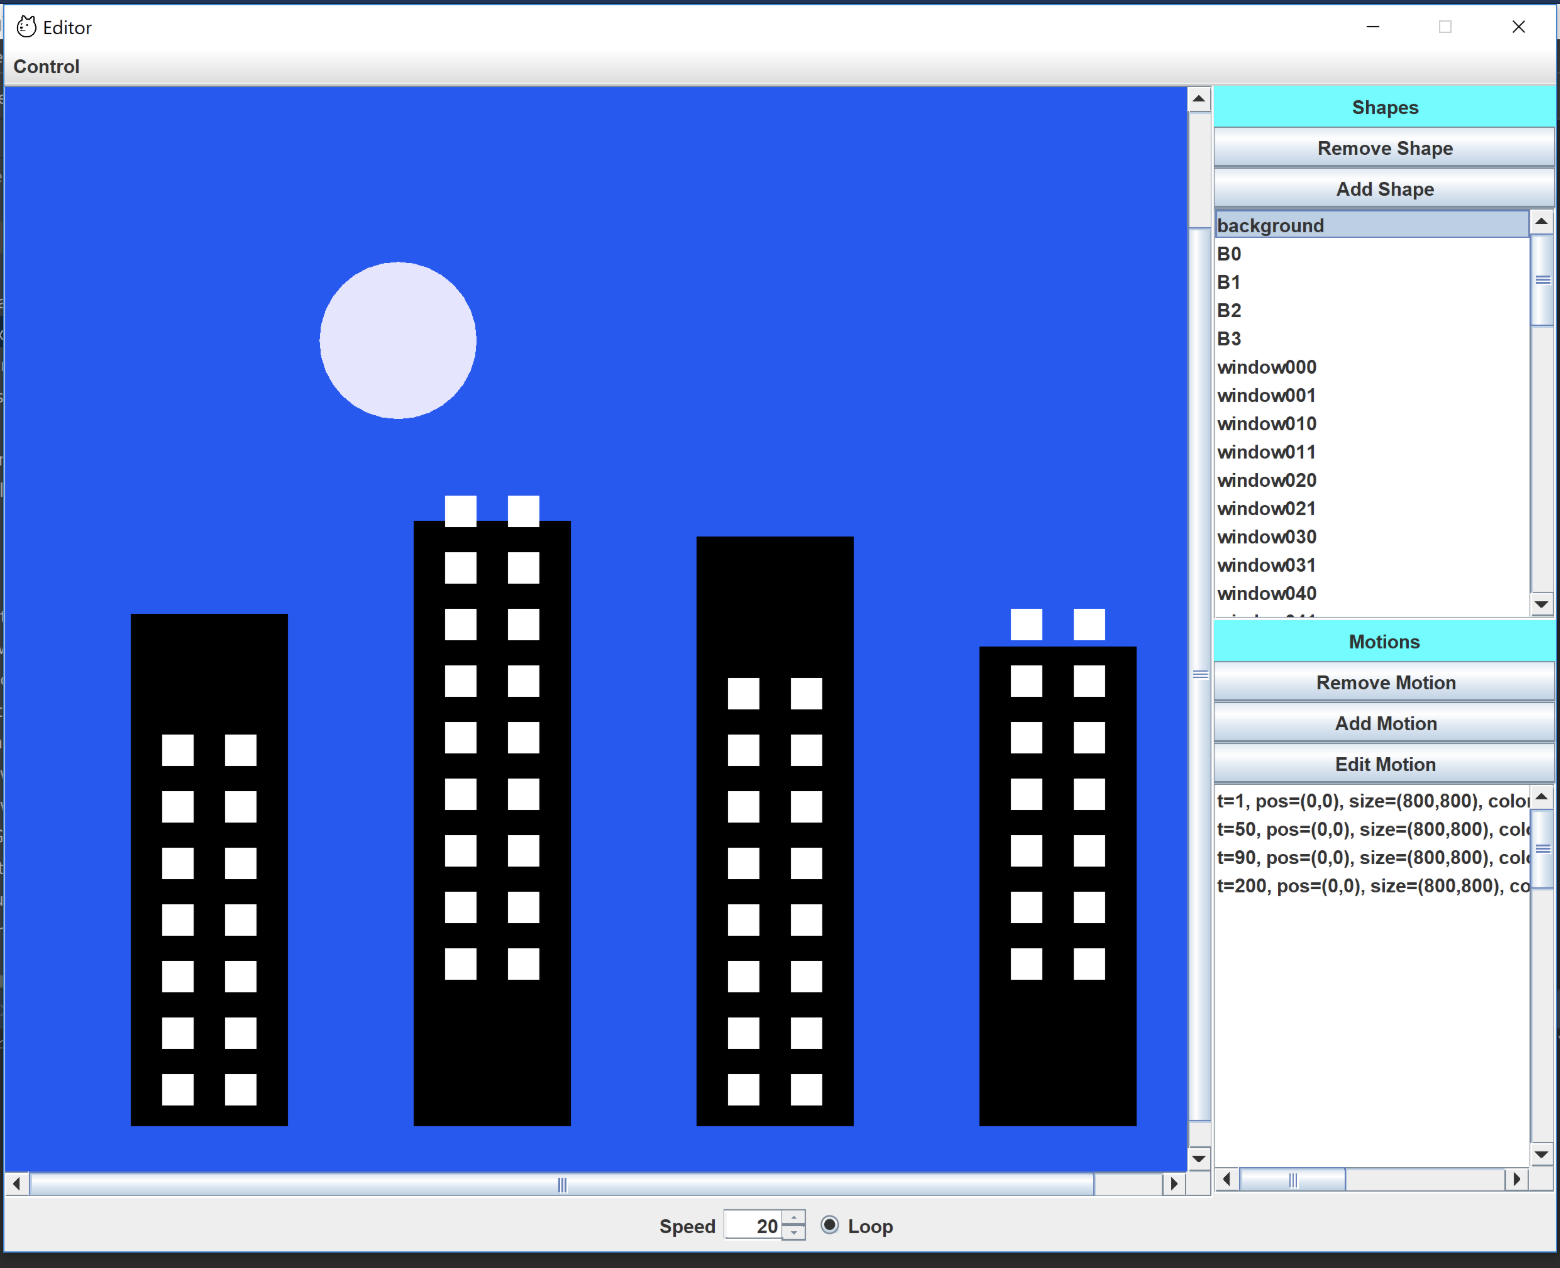 Editor
Control
Shapes
Remove Shape
Add Shape
background
B0
B1
B2
B3
window000
window001
window010
window011
window020
window021
window030
window031
window040
Motions
Remove Motion
Add Motion
Edit Motion
t=1, pos=(0,0), size=(800,800), color
t=50, pos=(0,0), size=(800,800), colo
t=90, pos=(0,0), size=(800,800), colo
t=200, pos=(0,0), size=(800,800), co
Speed 20 Loop